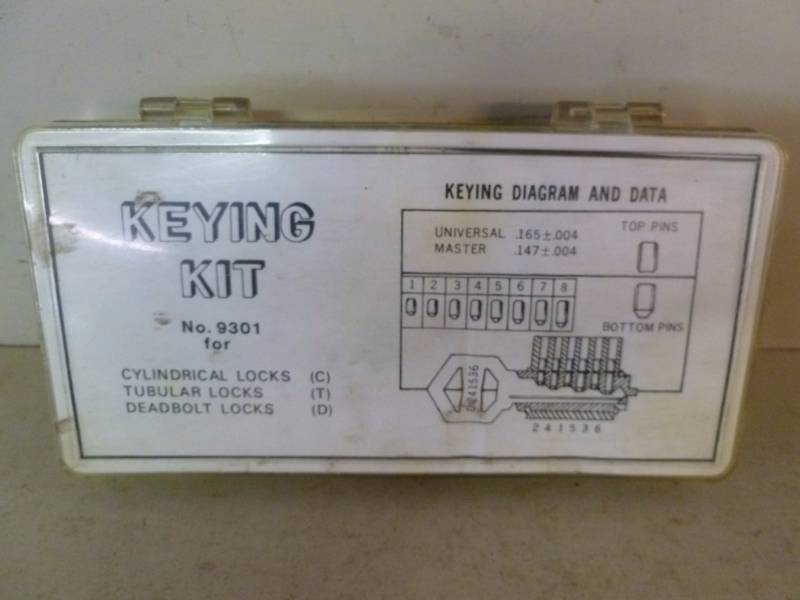 KEYING
KIT
No. 9301
for
CYLINDRICAL LOCKS (C)
TUBULAR LOCKS (T)
DEADBOLT LOCKS (D)
KEYING DIAGRAM AND DATA
UNIVERSAL .165±.004
MASTER .147±.004
TOP PINS
1 2 3 4 5 6 7 8
BOTTOM PINS
241536